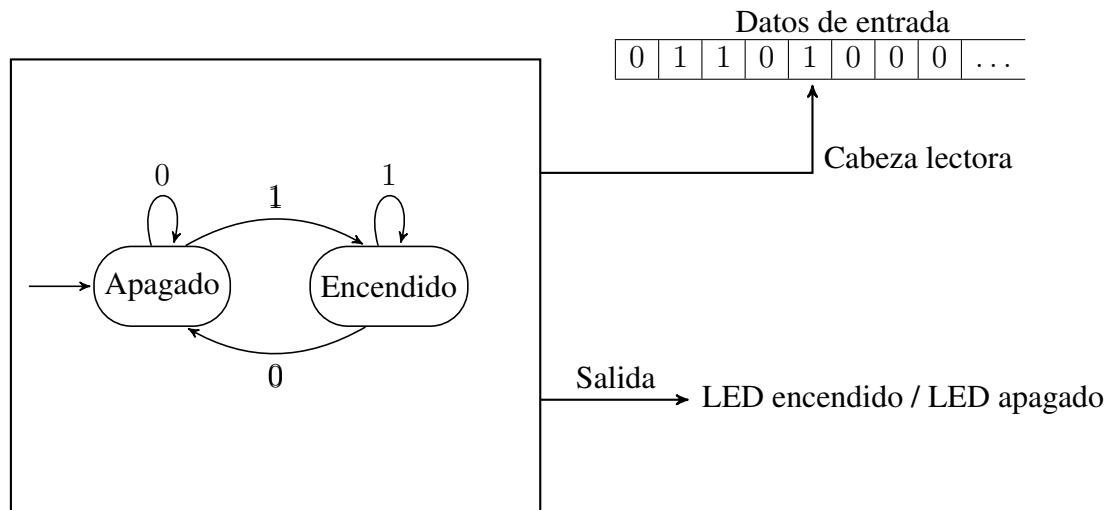 Datos de entrada
0 1 1 0 1 0 0 0 ...
Cabeza lectora
0
1
1
Apagado
Encendido
0
Salida
LED encendido / LED apagado